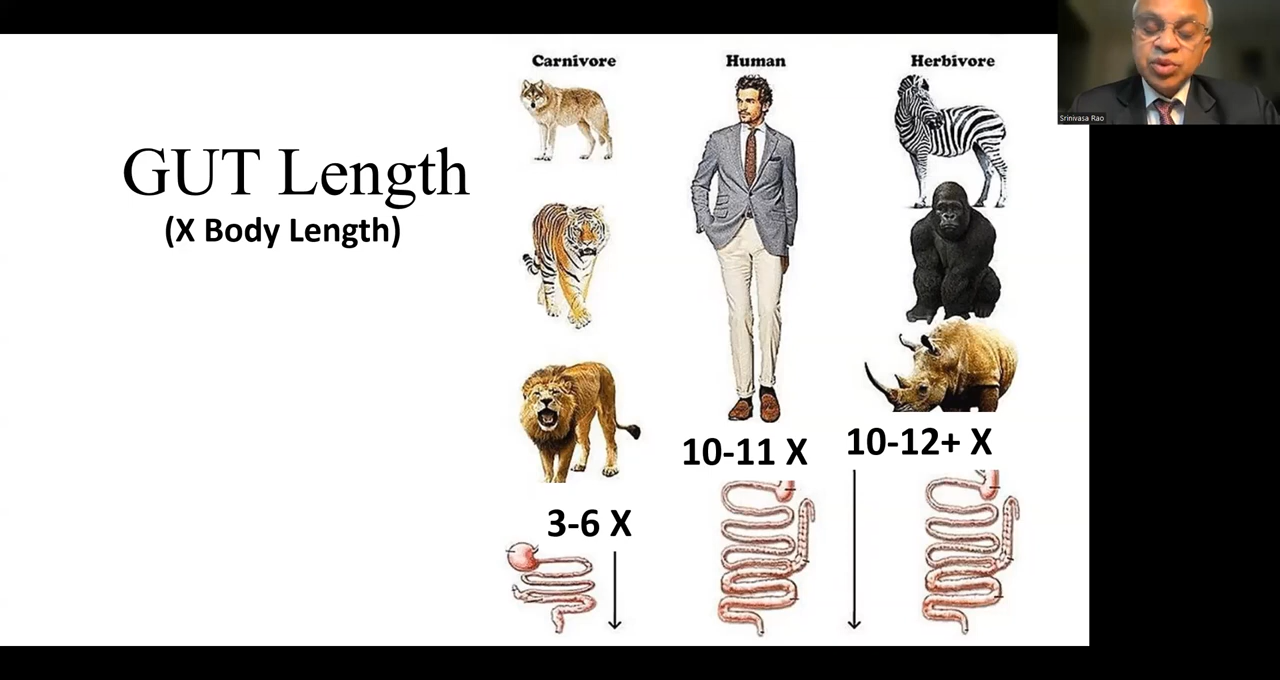 Carnivore
Human
Herbivore
GUT Length
(X Body Length)
10-11 X
10-12+ X
3-6 X
Srinivasa Rao